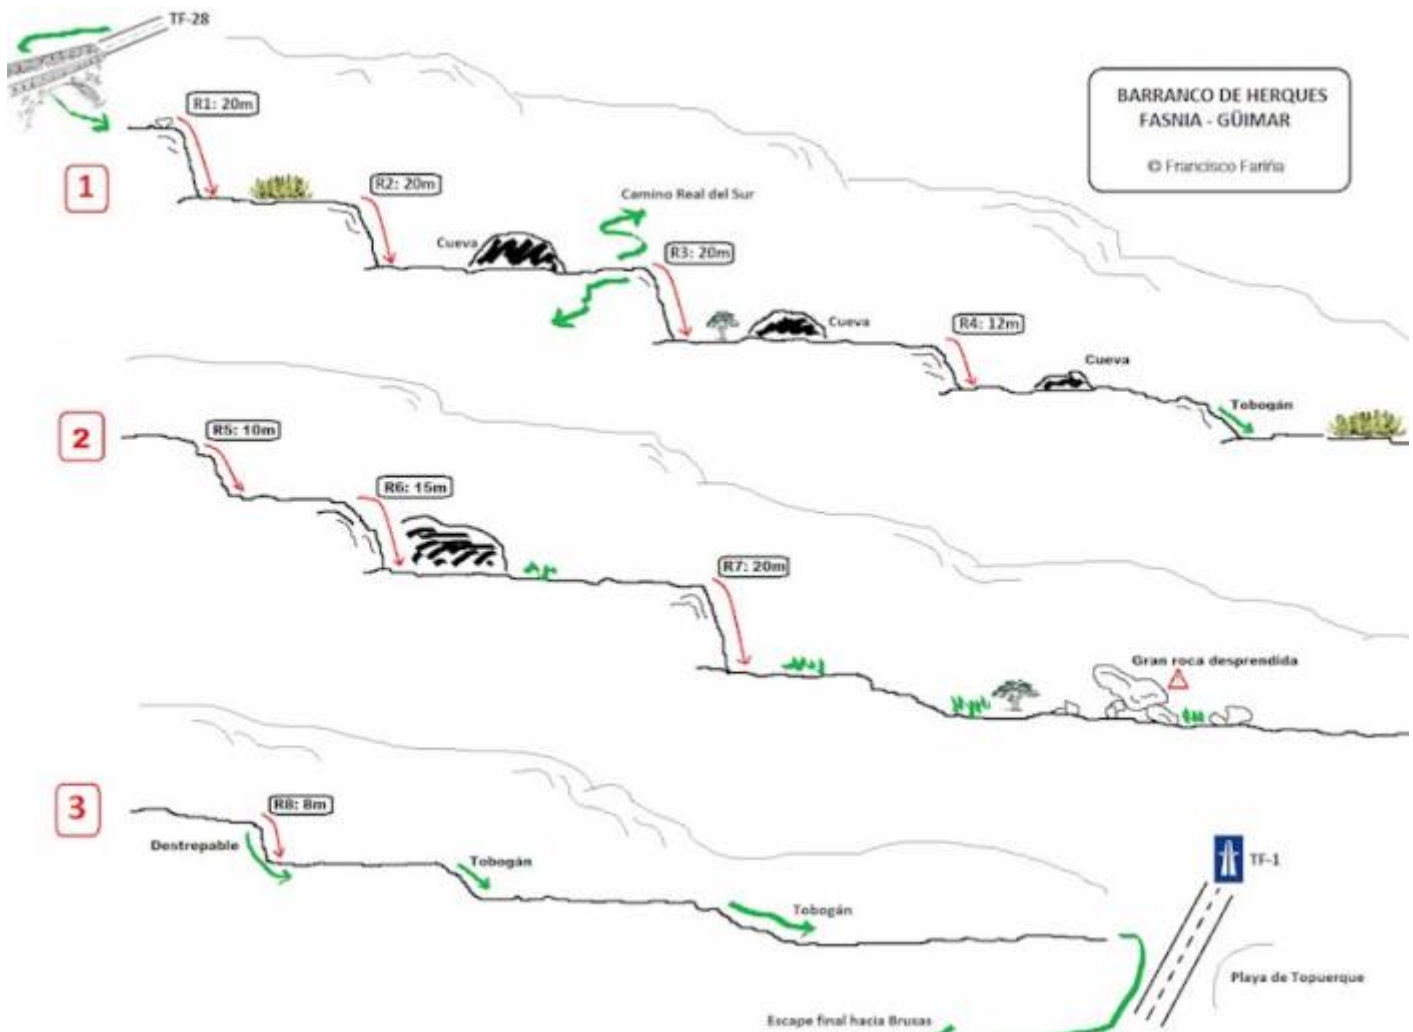 TF-28
BARRANCO DE HERQUES
FASNIA - GÜIMAR
© Francisco Fariña
1
R1: 20m
R2: 20m
Cueva
Camino Real del Sur
R3: 20m
Cueva
R4: 12m
Cueva
Tobogán
2
R5: 10m
R6: 15m
R7: 20m
Gran roca desprendida
3
R8: 8m
Destrepable
Tobogán
Tobogán
TF-1
Playa de Topuerque
Escape final hacia Brusas